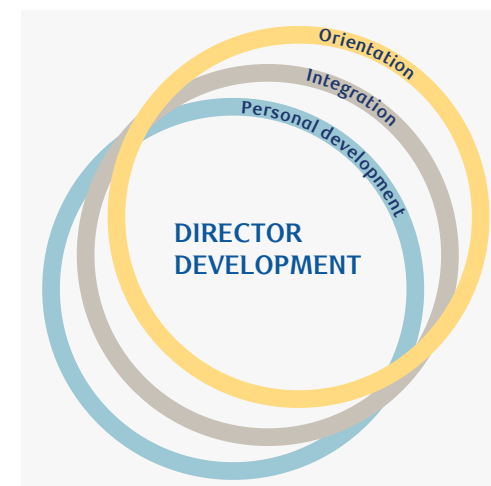 Orientation
Integration
Personal development
DIRECTOR
DEVELOPMENT